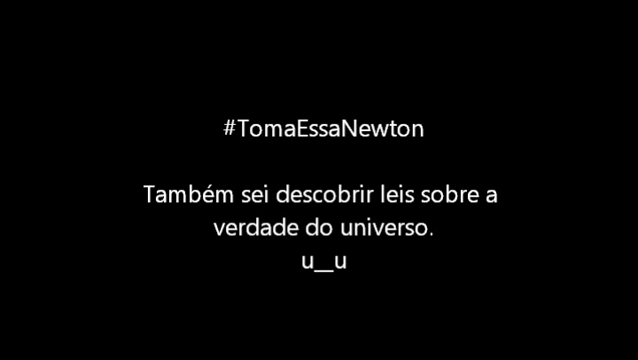 #TomaEssaNewton
Também sei descobrir leis sobre a
verdade do universo.
u__u